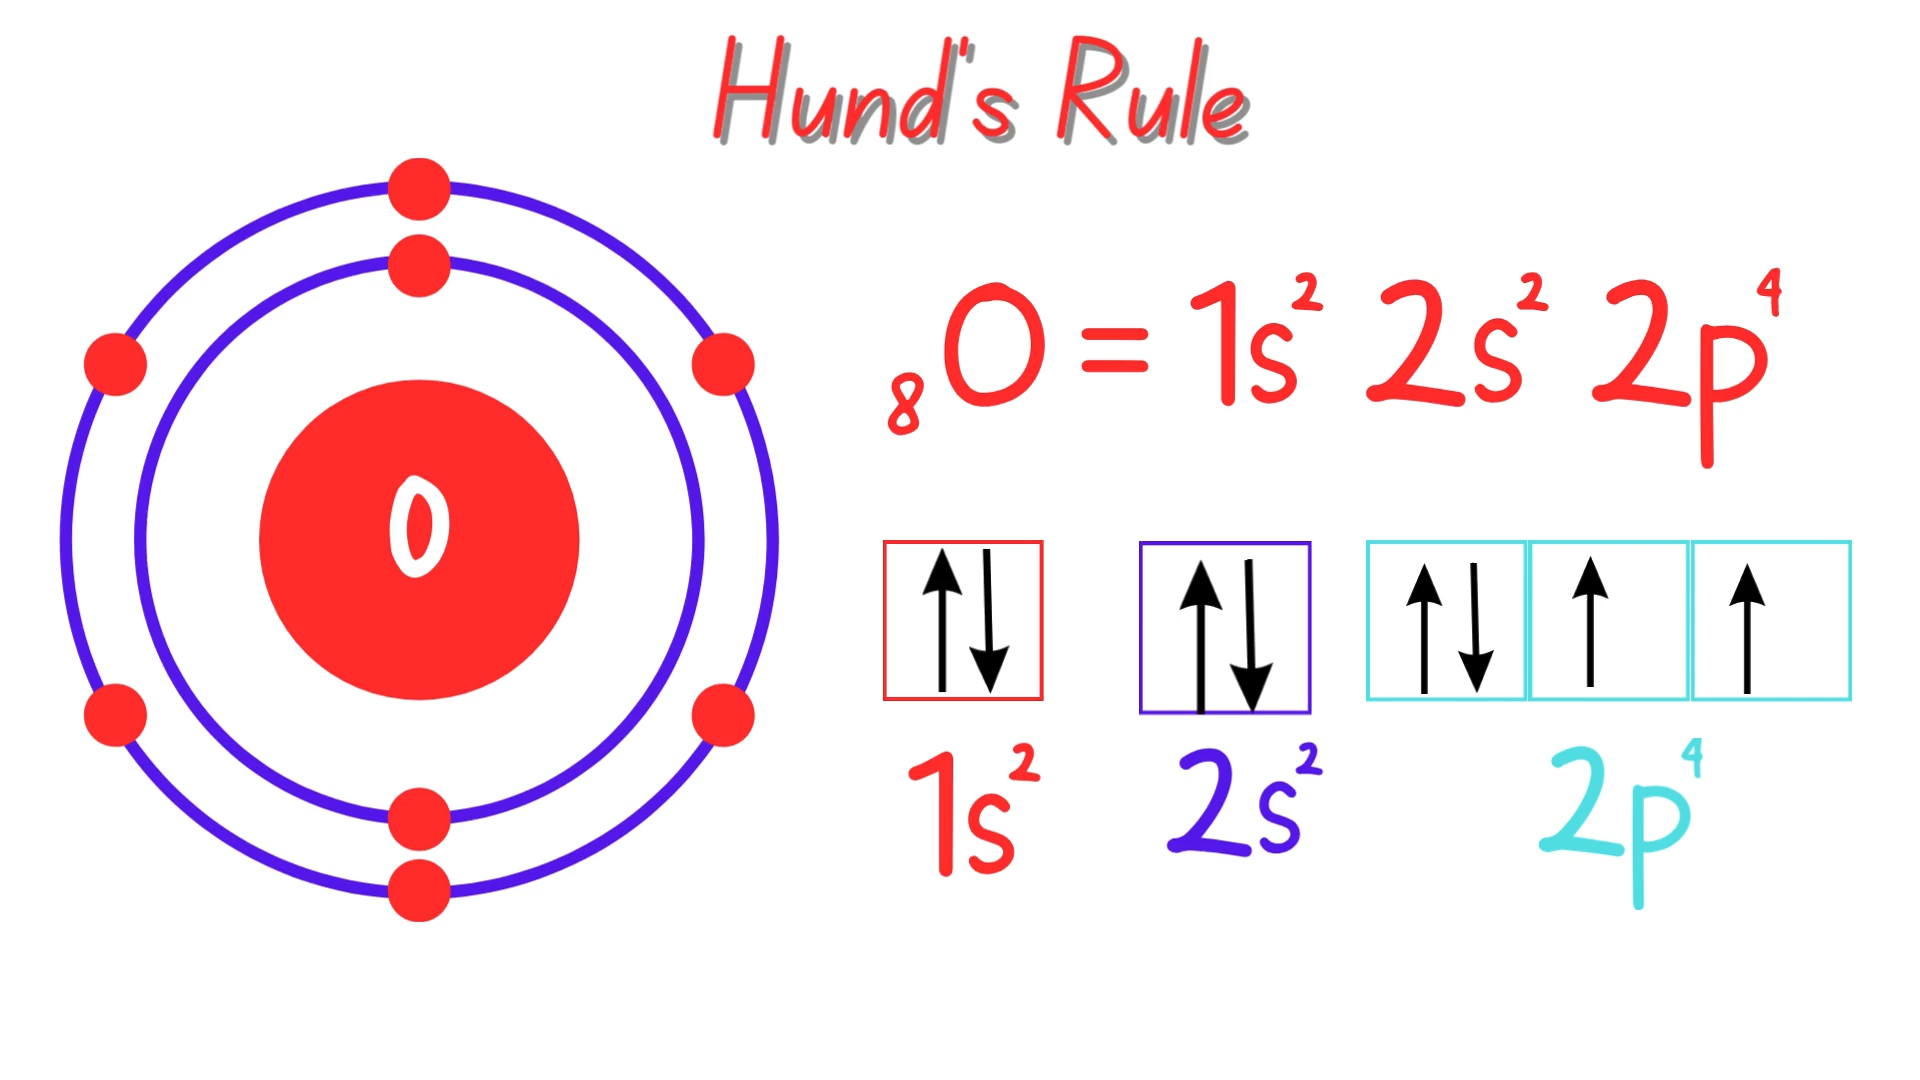 Hund's Rule
₈O = 1s² 2s² 2p⁴
O
1s² 2s² 2p⁴